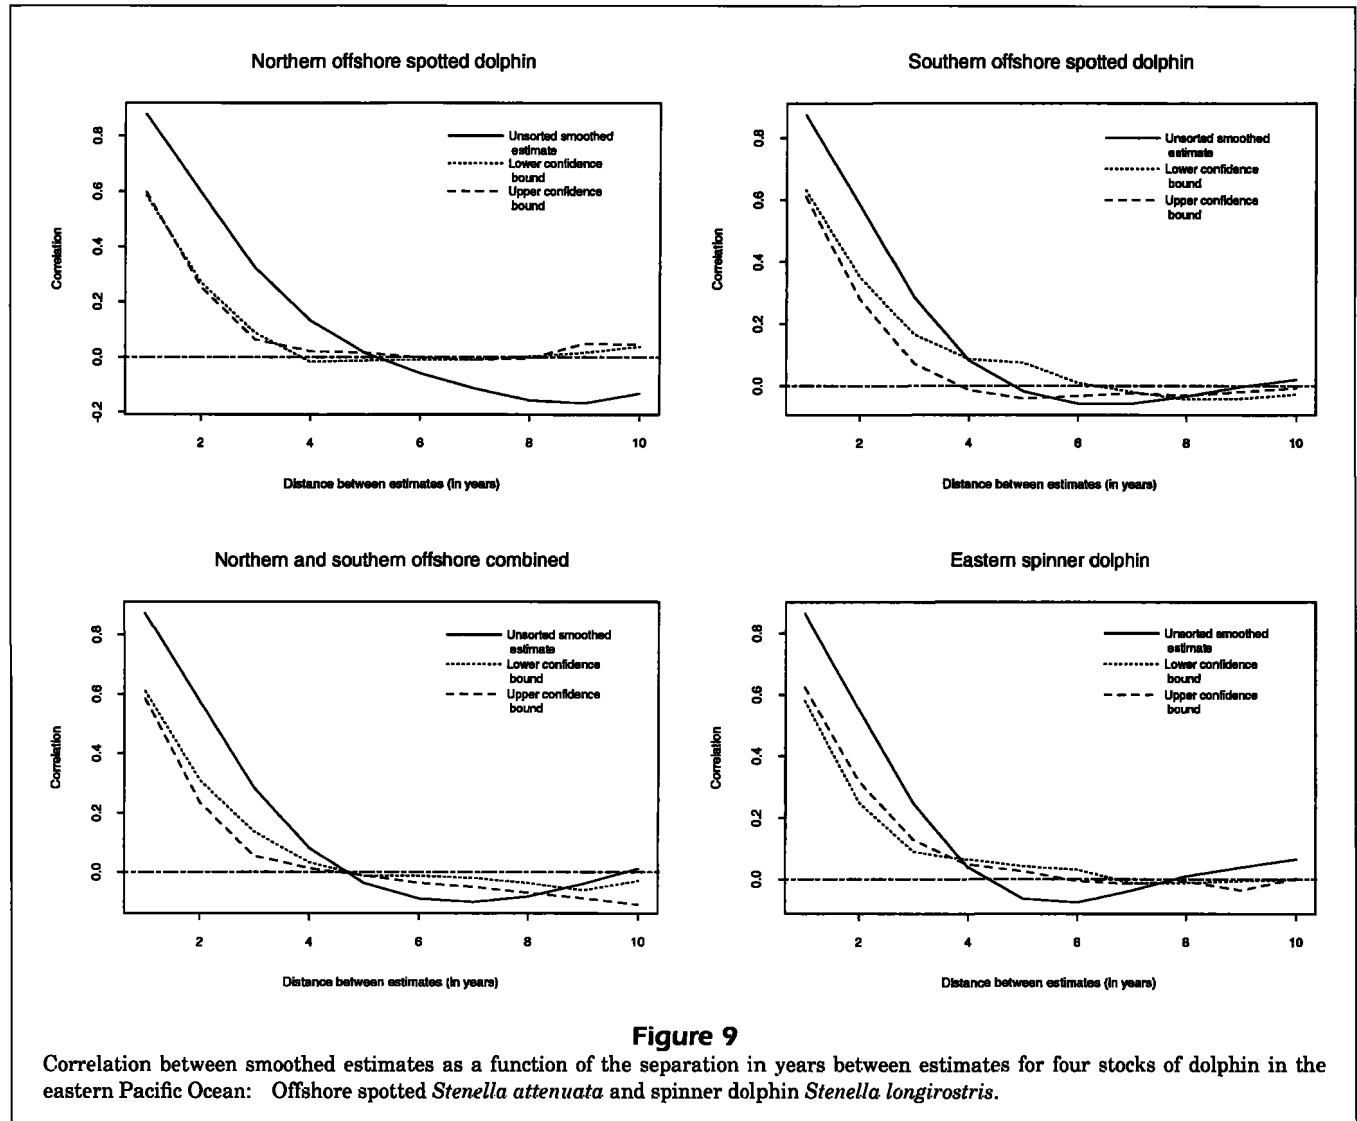 Northern offshore spotted dolphin
Correlation
0.8
0.6
0.4
0.2
0.0
-0.2
Unsorted smoothed
estimate
Lower confidence
bound
Upper confidence
bound
2 4 6 8 10
Distance between estimates (in years)
Southern offshore spotted dolphin
Correlation
0.8
0.6
0.4
0.2
0.0
Unsorted smoothed
estimate
Lower confidence
bound
Upper confidence
bound
2 4 6 8 10
Distance between estimates (in years)
Northern and southern offshore combined
Correlation
0.8
0.6
0.4
0.2
0.0
Unsorted smoothed
estimate
Lower confidence
bound
Upper confidence
bound
2 4 6 8 10
Distance between estimates (in years)
Eastern spinner dolphin
Correlation
0.8
0.6
0.4
0.2
0.0
Unsorted smoothed
estimate
Lower confidence
bound
Upper confidence
bound
2 4 6 8 10
Distance between estimates (in years)
Figure 9
Correlation between smoothed estimates as a function of the separation in years between estimates for four stocks of dolphin in the
eastern Pacific Ocean: Offshore spotted Stenella attenuata and spinner dolphin Stenella longirostris.